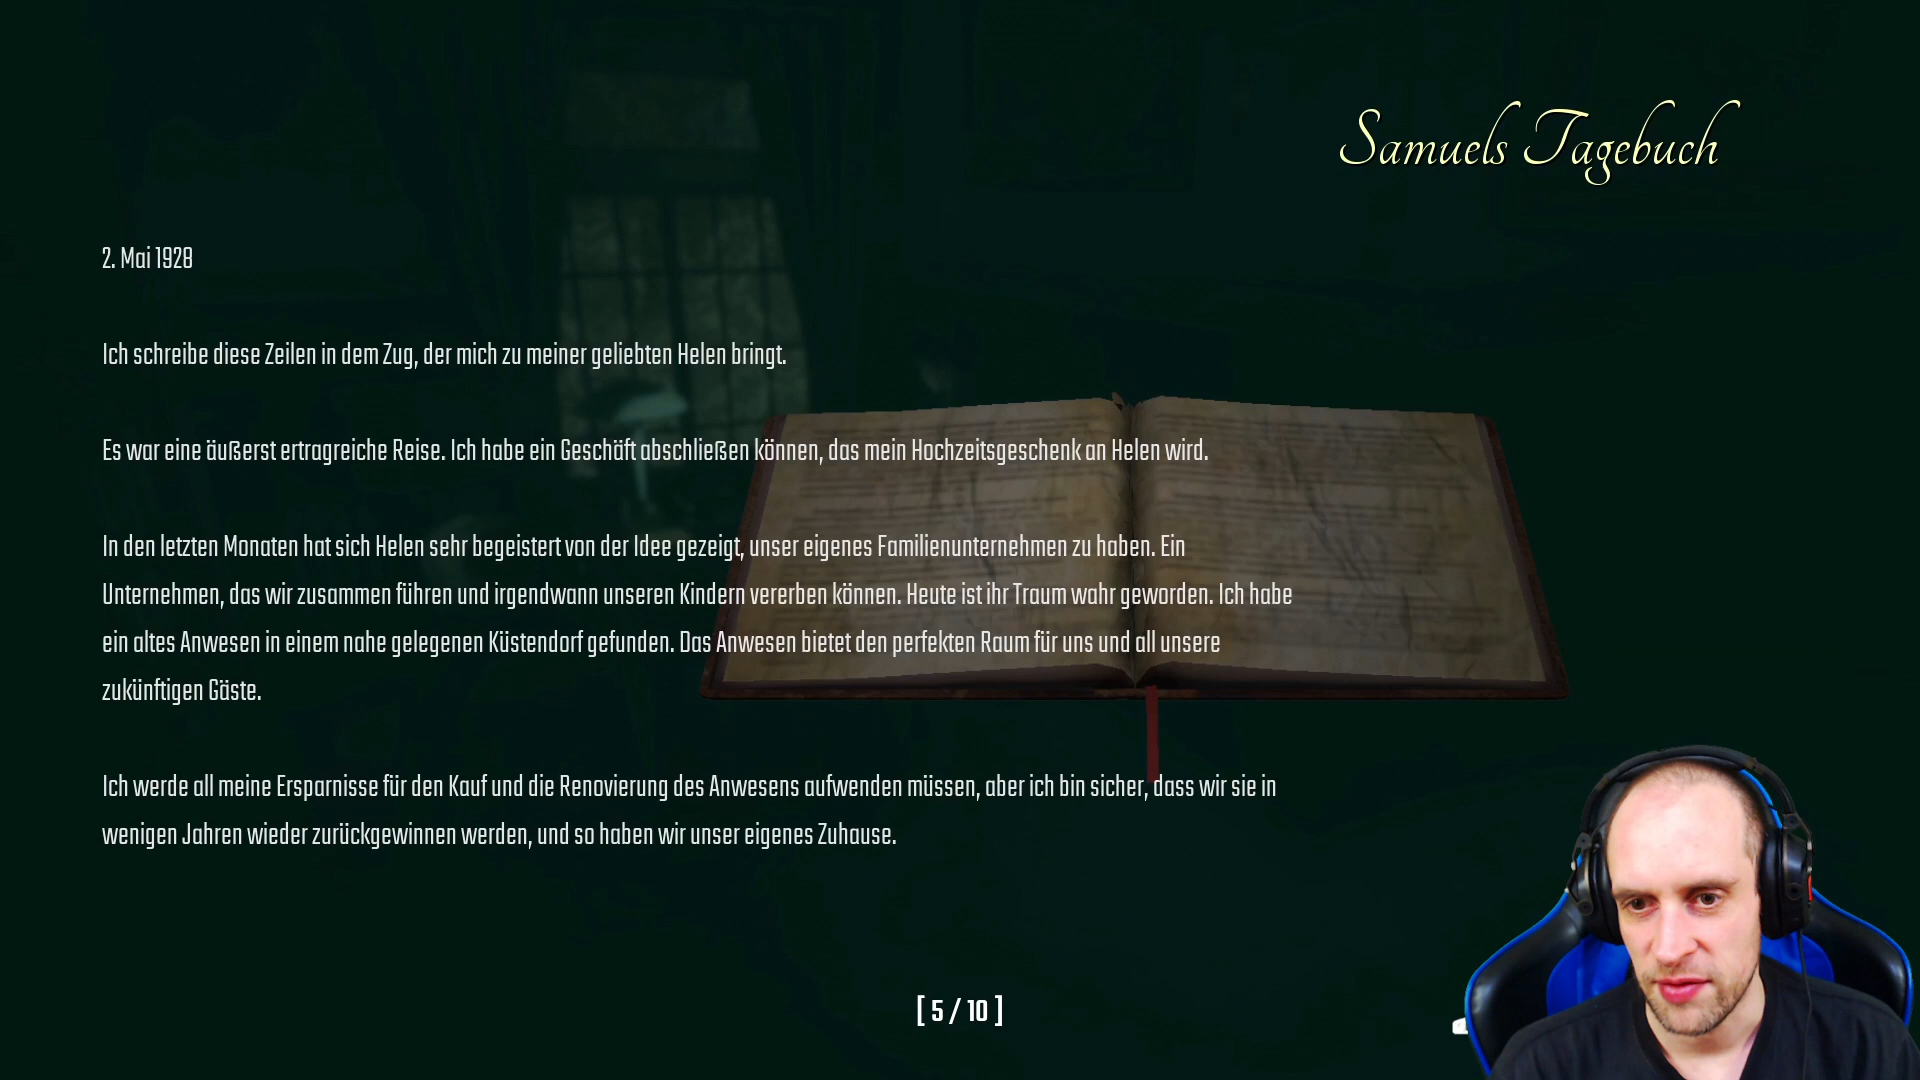 Samuels Tagebuch
2. Mai 1928
Ich schreibe diese Zeilen in dem Zug, der mich zu meiner geliebten Helen bringt.
Es war eine äußerst ertragreiche Reise. Ich habe ein Geschäft abschließen können, das mein Hochzeitsgeschenk an Helen wird.
In den letzten Monaten hat sich Helen sehr begeistert von der Idee gezeigt, unser eigenes Familienunternehmen zu haben. Ein
Unternehmen, das wir zusammen führen und irgendwann unseren Kindern vererben können. Heute ist ihr Traum wahr geworden. Ich habe
ein altes Anwesen in einem nahe gelegenen Küstendorf gefunden. Das Anwesen bietet den perfekten Raum für uns und all unsere
zukünftigen Gäste.
Ich werde all meine Ersparnisse für den Kauf und die Renovierung des Anwesens aufwenden müssen, aber ich bin sicher, dass wir sie in
wenigen Jahren wieder zurückgewinnen werden, und so haben wir unser eigenes Zuhause.
[ 5 / 10 ]